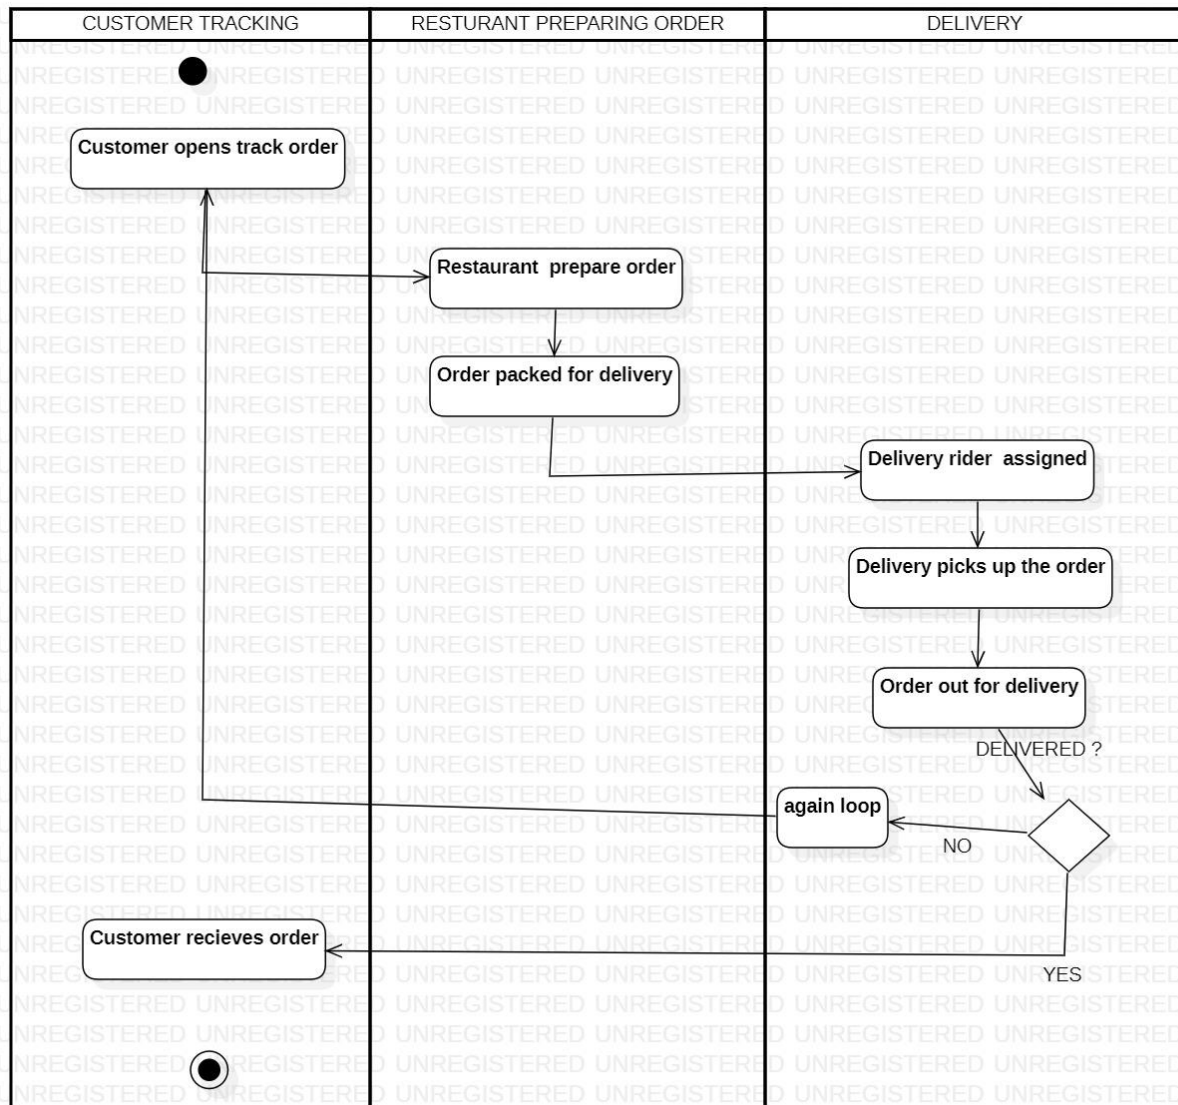 CUSTOMER TRACKING
RESTURANT PREPARING ORDER
DELIVERY
Customer opens track order
Restaurant  prepare order
Order packed for delivery
Delivery rider  assigned
Delivery picks up the order
Order out for delivery
DELIVERED ?
again loop
NO
Customer recieves order
YES
UNREGISTERED